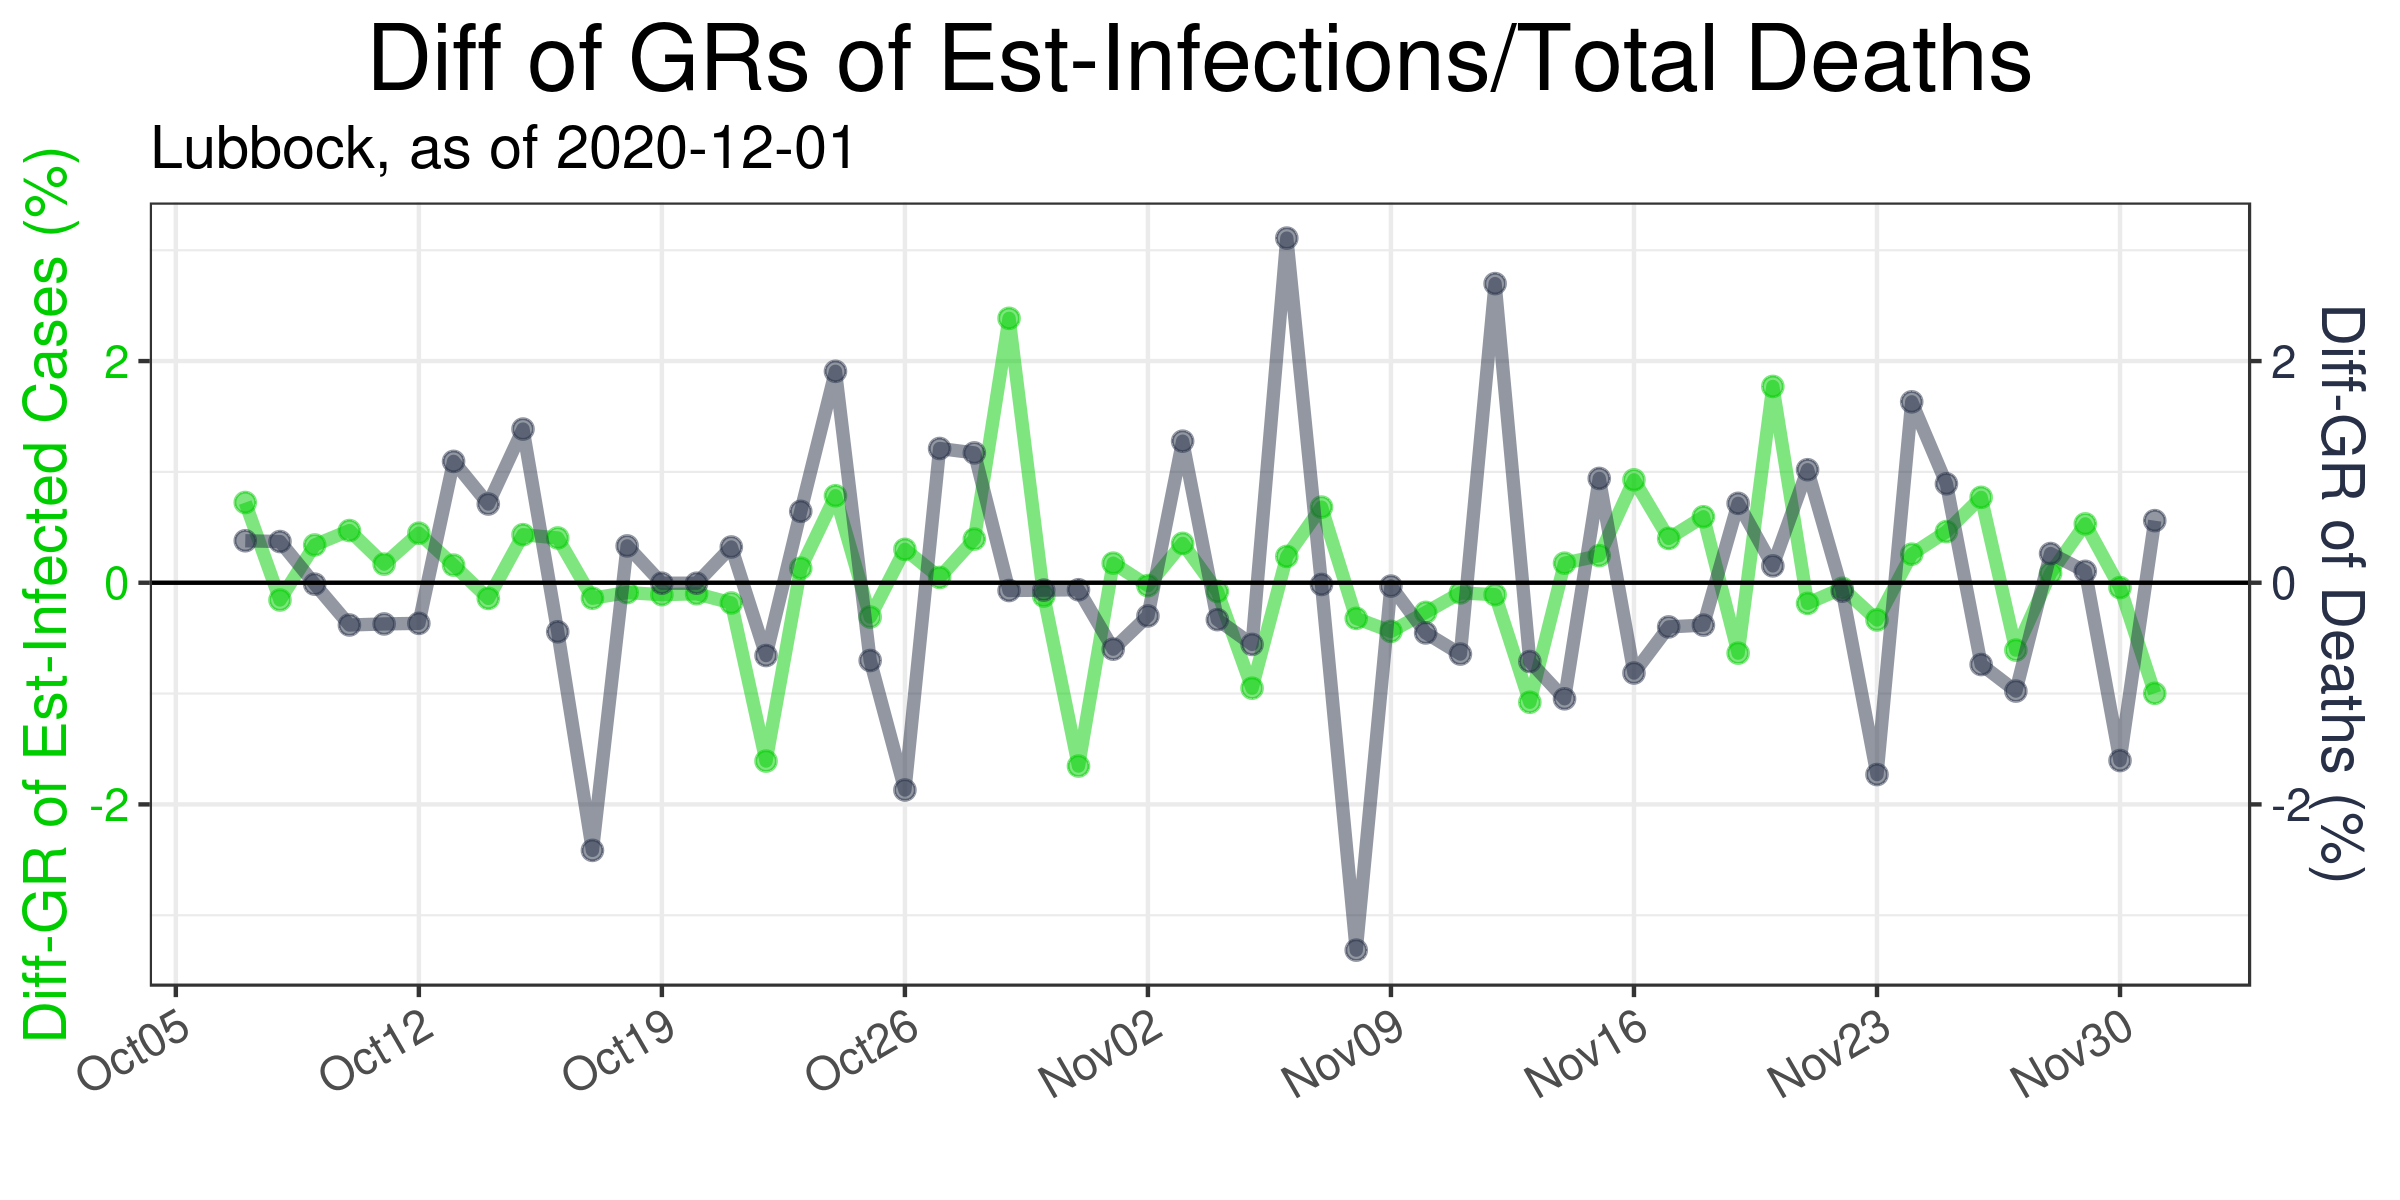 Diff of GRs of Est-Infections/Total Deaths
Lubbock, as of 2020-12-01
Diff-GR of Est-Infected Cases (%)
2
0
-2
2
0
-2
Diff-GR of Deaths (%)
Oct05
Oct12
Oct19
Oct26
Nov02
Nov09
Nov16
Nov23
Nov30